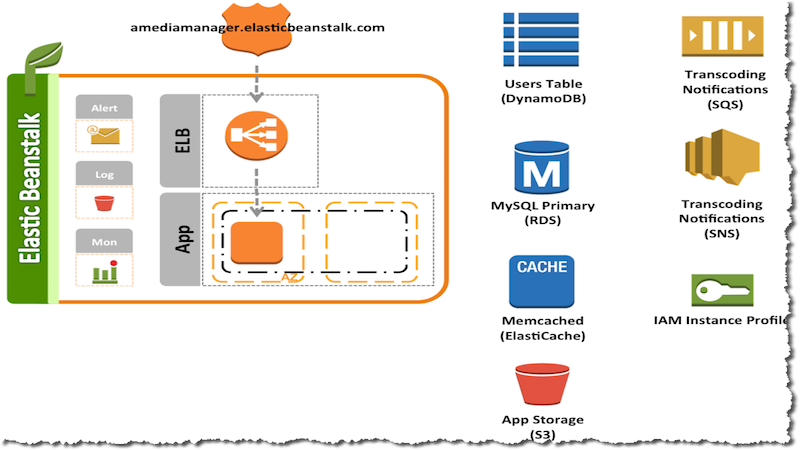 amediamanager.elasticbeanstalk.com
Elastic Beanstalk
Alert
Log
Mon
ELB
App
AZ
Users Table
(DynamoDB)
MySQL Primary
(RDS)
CACHE
Memcached
(ElastiCache)
App Storage
(S3)
Transcoding
Notifications
(SQS)
Transcoding
Notifications
(SNS)
IAM Instance Profile
M